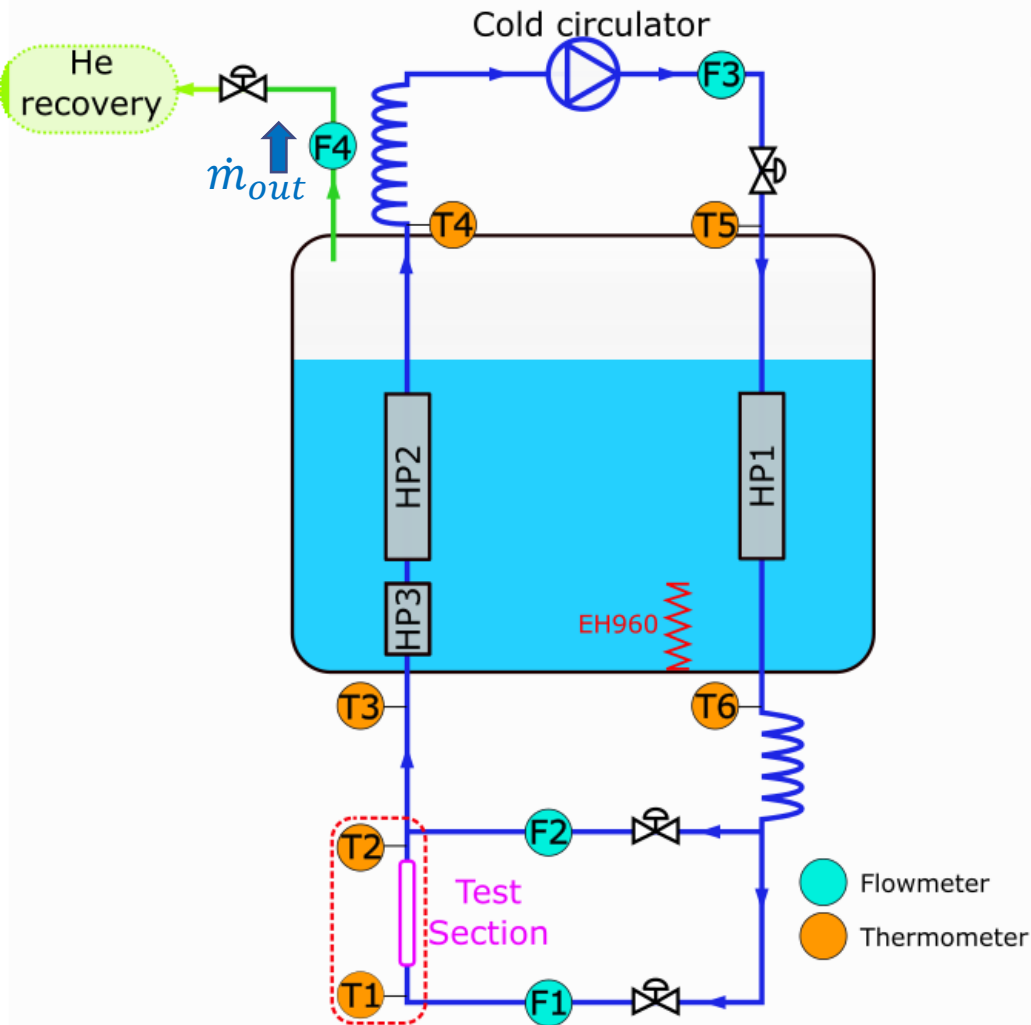 Cold circulator
He
recovery
F3
F4
ṁ_out
T4
T5
HP2
HP1
HP3
EH960
T3
T6
T2
F2
Test
Section
Flowmeter
Thermometer
T1
F1